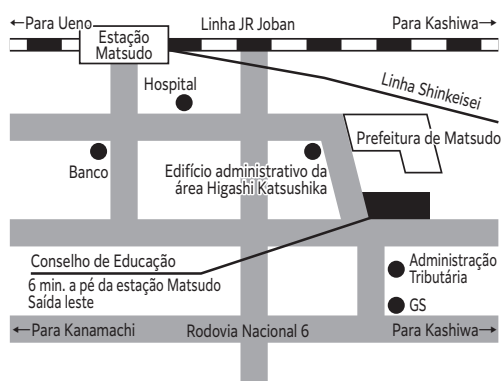 ←Para Ueno
Linha JR Joban
Para Kashiwa→
Estação
Matsudo
Linha Shinkeisei
Hospital
Prefeitura de Matsudo
Banco
Edifício administrativo da
área Higashi Katsushika
Conselho de Educação
6 min. a pé da estação Matsudo
Saída leste
Administração
Tributária
GS
←Para Kanamachi
Rodovia Nacional 6
Para Kashiwa→